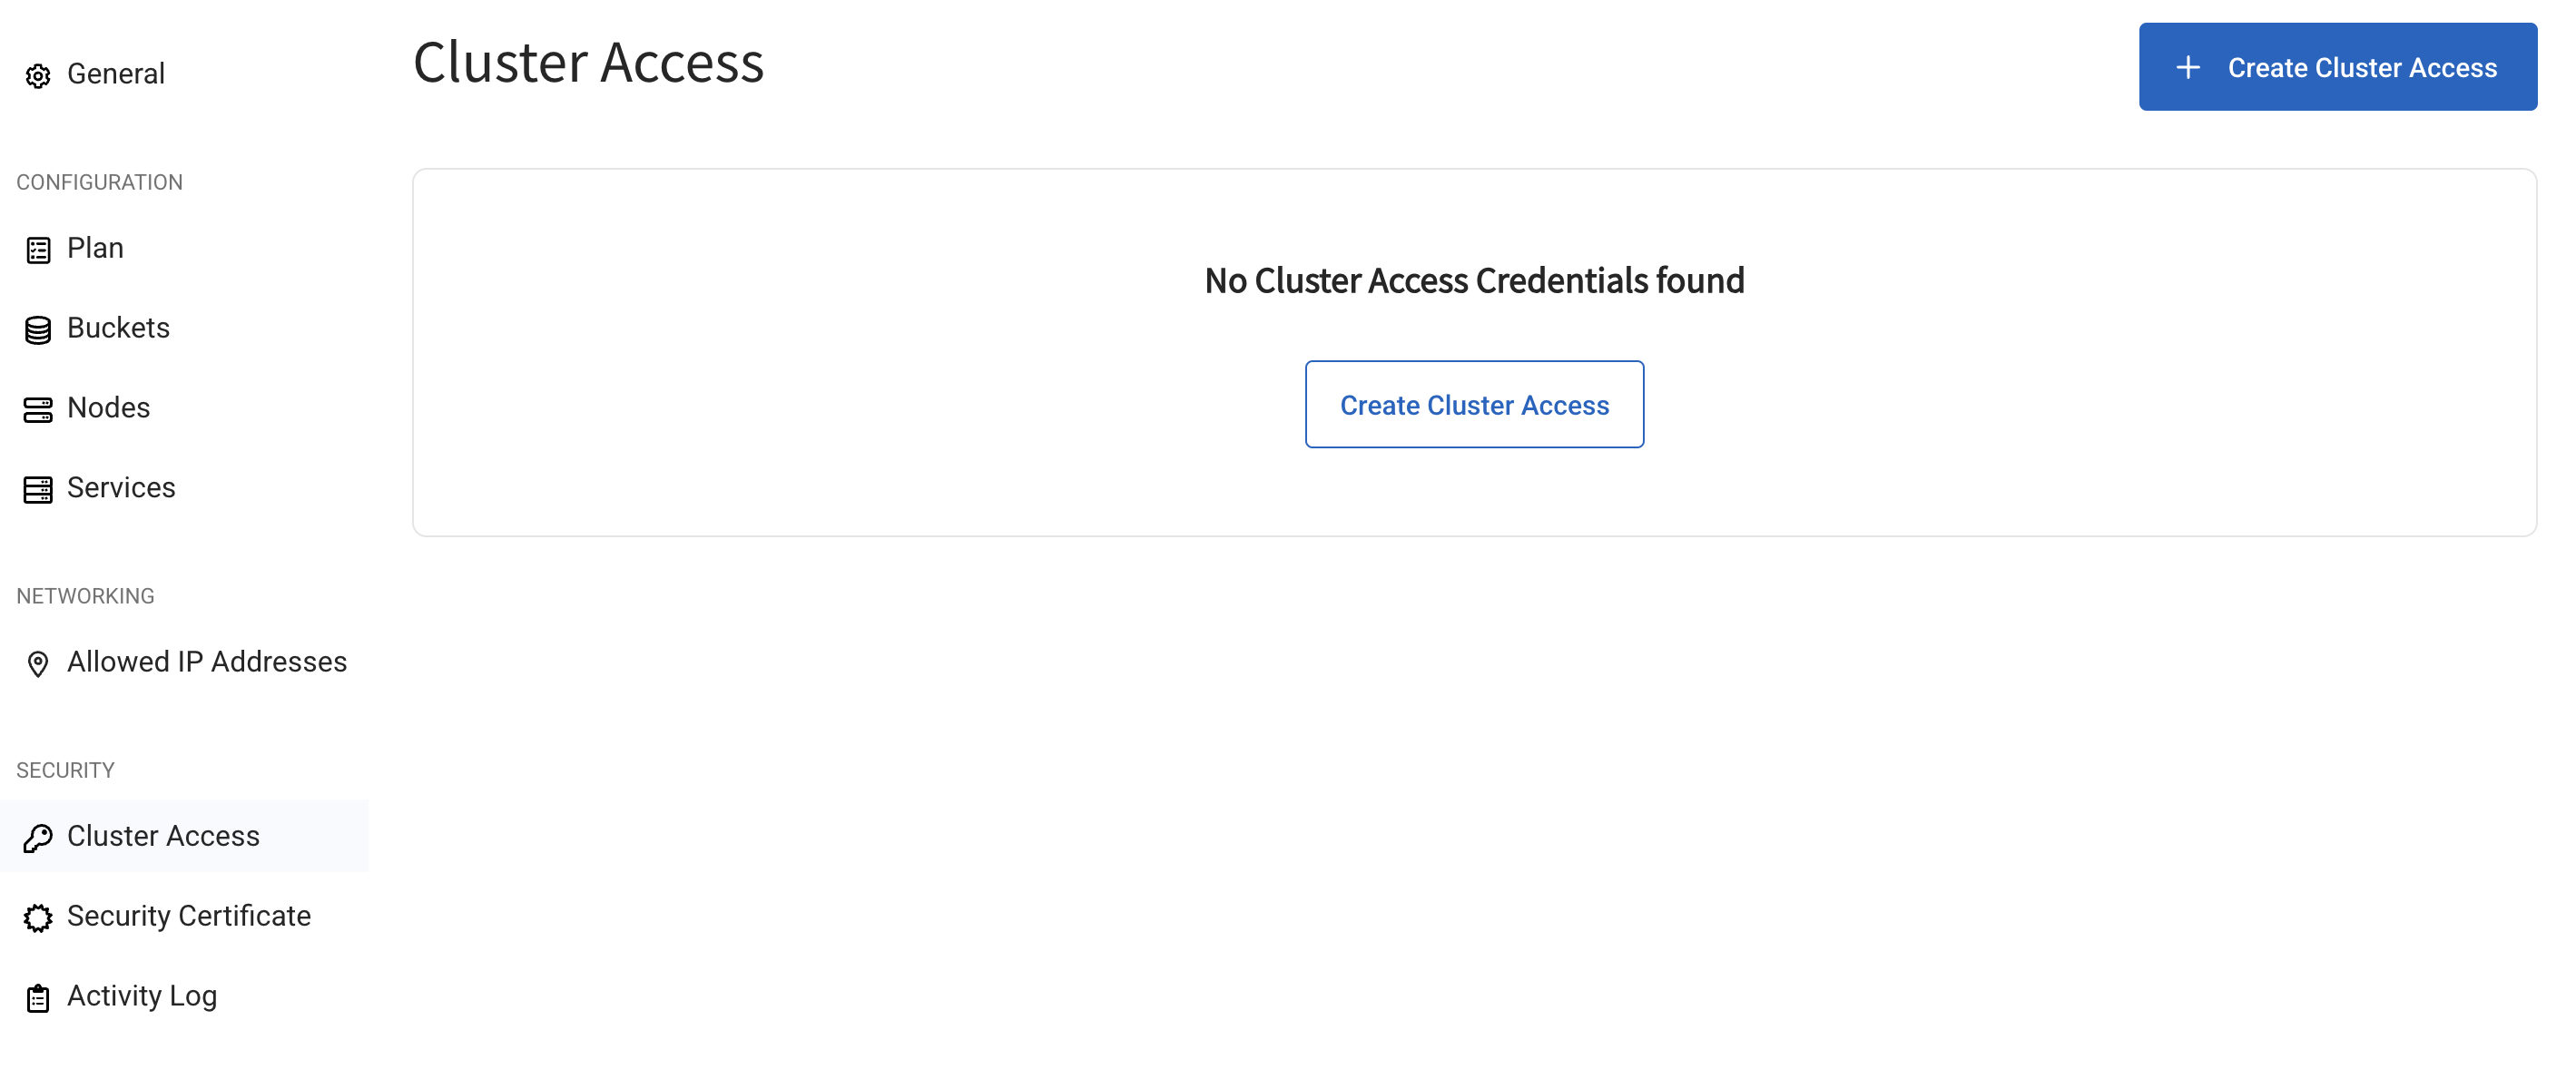 General
CONFIGURATION
Plan
Buckets
Nodes
Services
NETWORKING
Allowed IP Addresses
SECURITY
Cluster Access
Security Certificate
Activity Log
Cluster Access
Create Cluster Access
No Cluster Access Credentials found
Create Cluster Access